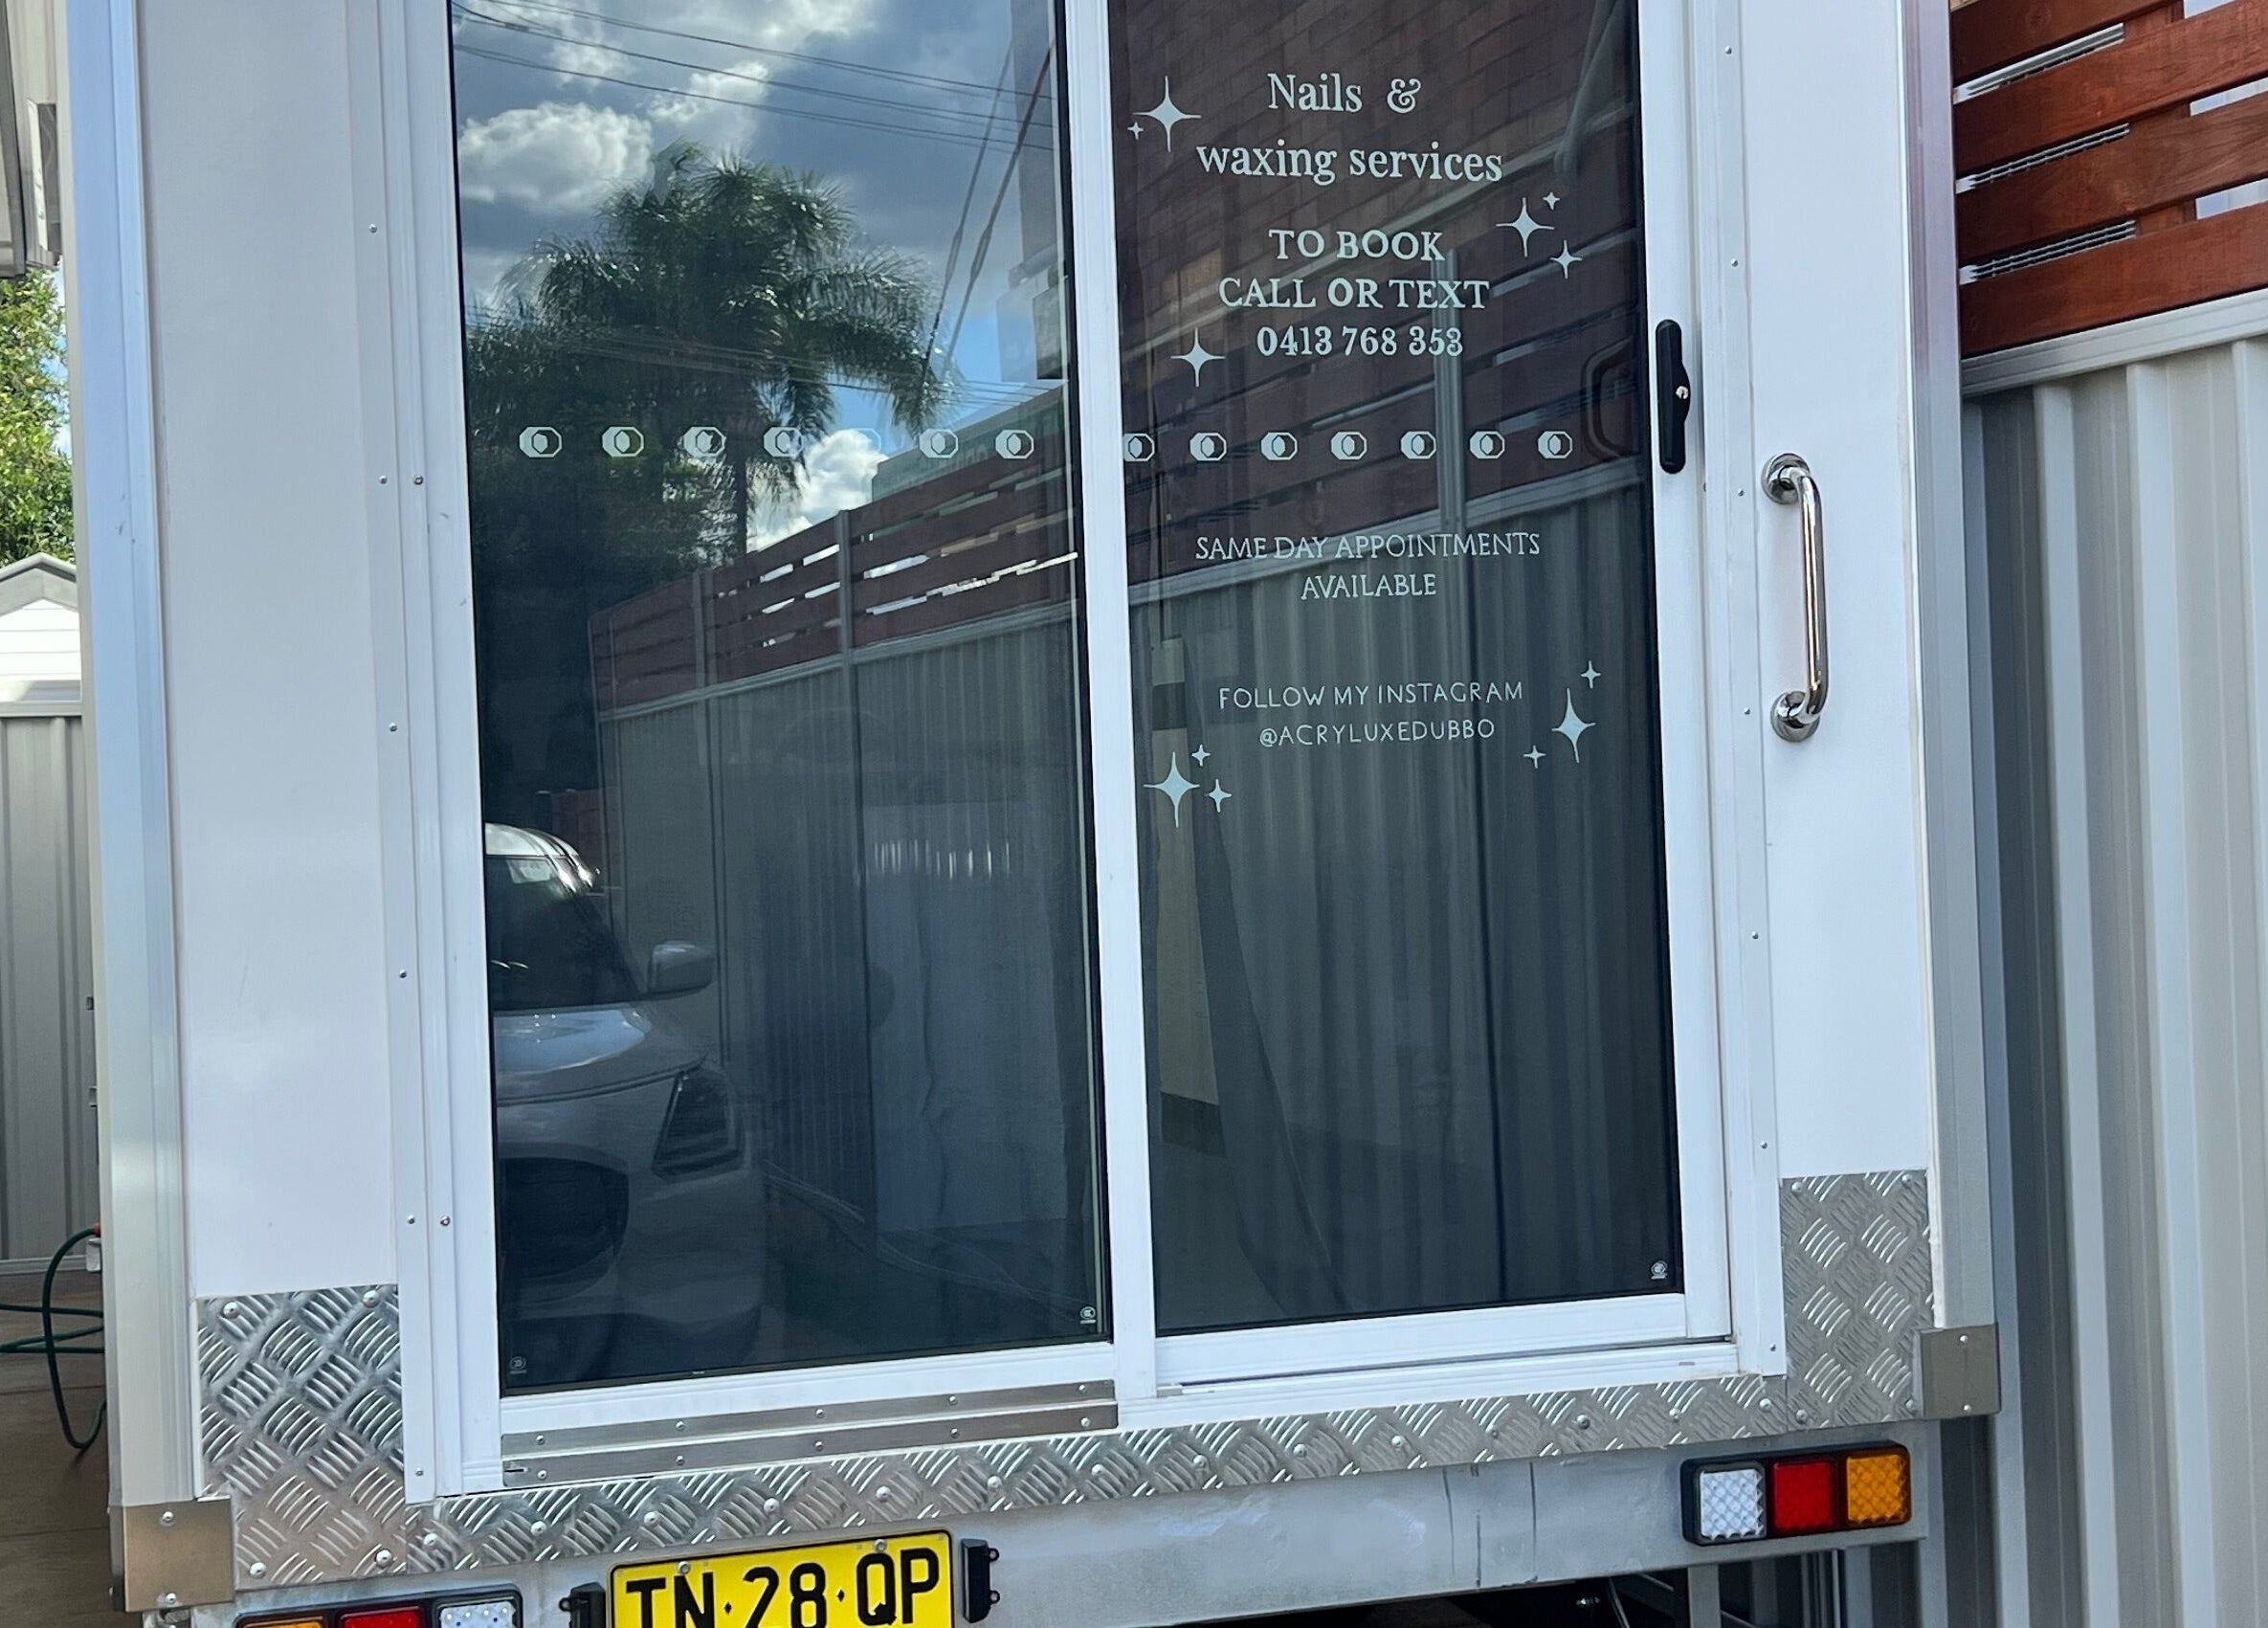 Nails &
waxing services
TO BOOK
CALL OR TEXT
0413 768 353
SAME DAY APPOINTMENTS
AVAILABLE
FOLLOW MY INSTAGRAM
@ACRYLUXEDUBBO
TN·28·QP